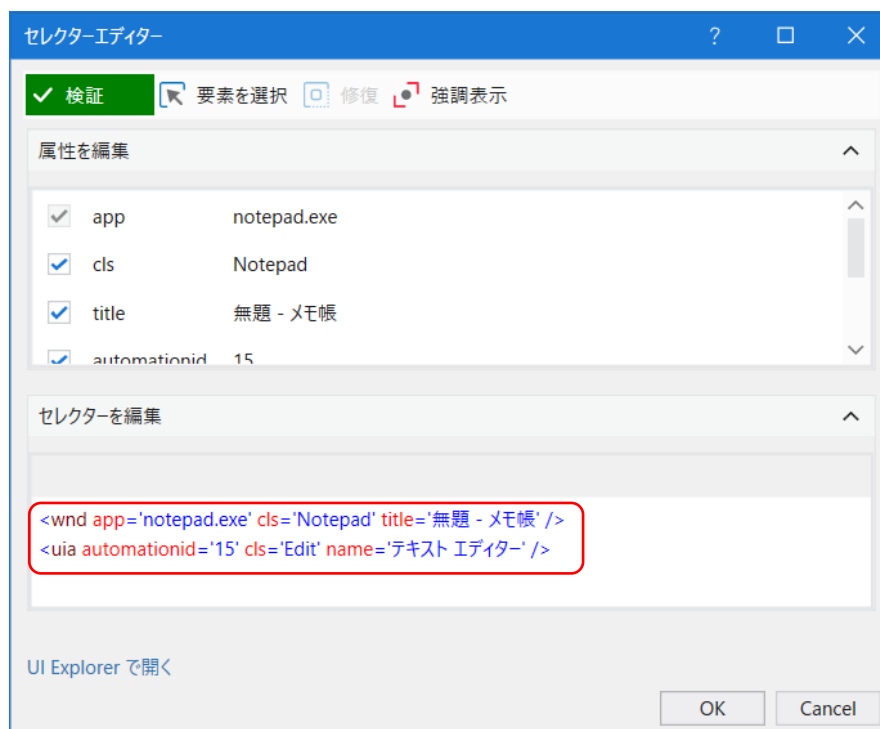 セレクターエディター
検証 要素を選択 修復 強調表示
属性を編集
app notepad.exe
cls Notepad
title 無題 - メモ帳
automationid 15
セレクターを編集
<wnd app='notepad.exe' cls='Notepad' title='無題 - メモ帳' />
<uia automationid='15' cls='Edit' name='テキスト エディター' />
UI Explorer で開く
OK Cancel